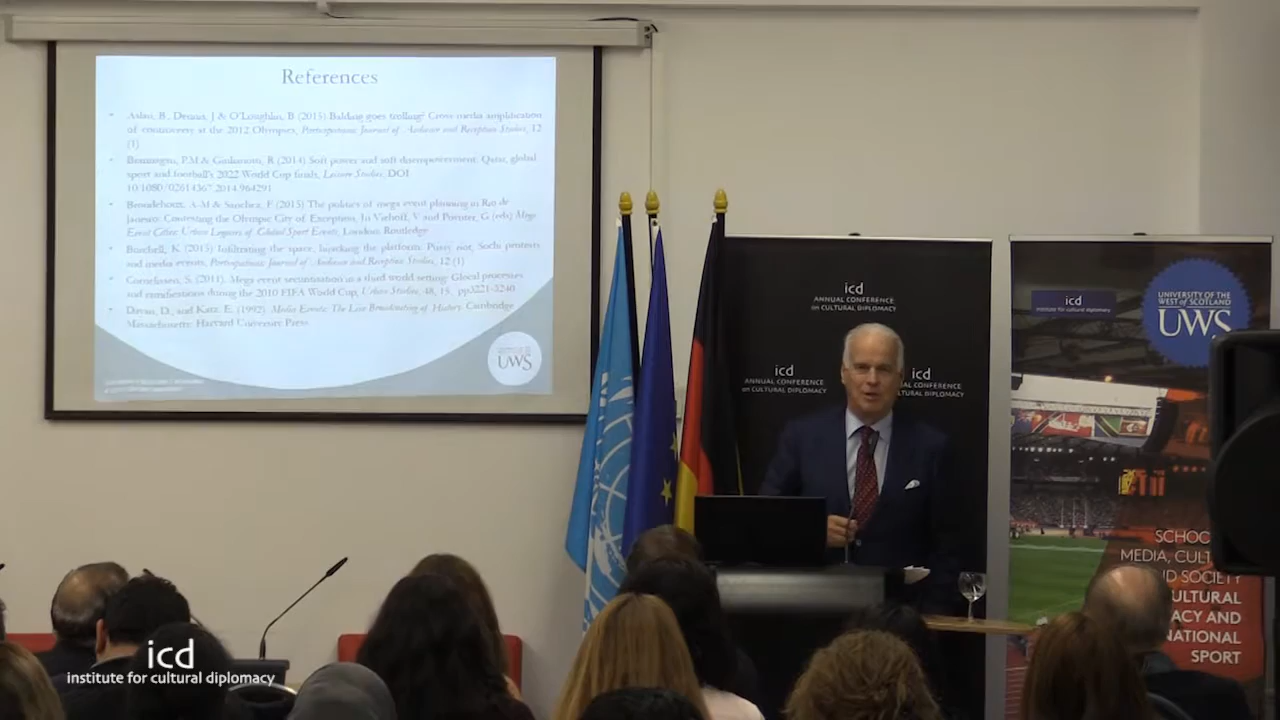 References
Aslan, B, Dennis, J & O'Loughlin, B (2015) Balding goes trolling? Cross-media amplification
of controversy at the 2012 Olympics, Participations: Journal of Audience and Reception Studies, 12
(1)
P.M & Giulianotti, R (2014) Soft power and soft disempowerment: Qatar, global
sport and football's 2022 World Cup finals, Leisure Studies, DOI
10.1080/02614367.2014.964291
A-M & Sanchez, F (2015) The politics of mega event planning in Rio de
Janeiro: Contesting the Olympic City of Exception, In Viehoff, V and Poynter, G (eds) Mega
Event Cities: Urban Legacies of Global Sport Events, London: Routledge
Burchell, K (2015) Infiltrating the space, hijacking the platform: Pussy riot, Sochi protests
and media events, Participations: Journal of Audience and Reception Studies, 12 (1)
Cornelissen, S. (2011). Mega event securitisation in a third world setting: Glocal processes
and ramifications during the 2010 FIFA World Cup, Urban Studies, 48, 15, pp3221-3240
Dayan, D., and Katz, E. (1992). Media Events: The Live Broadcasting of History. Cambridge
Massachusetts: Harvard University Press
UWS
icd
ANNUAL CONFERENCE
on CULTURAL DIPLOMACY
icd
ANNUAL CONFERENCE
on CULTURAL DIPLOMACY
icd
CONFERENCE
CULTURAL DIPLOMACY
icd
institute for cultural diplomacy
UNIVERSITY OF THE
WEST of SCOTLAND
UWS
SCHOO
MEDIA, CULT
ND SOCIETY
ULTURAL
ACY AND
NATIONAL
SPORT
icd
institute for cultural diplomacy